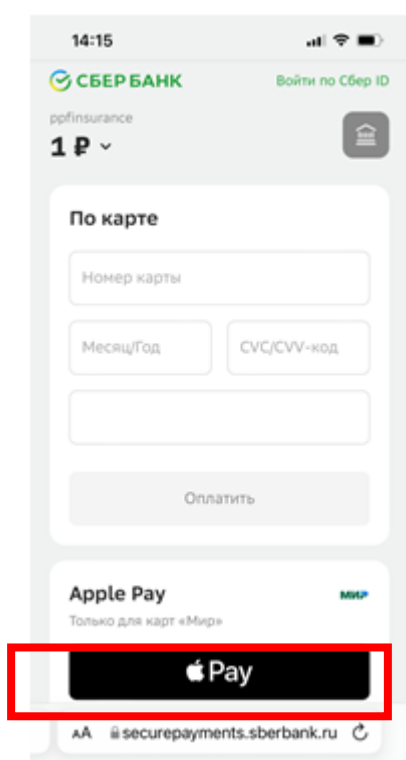 14:15
СБЕР БАНК
Войти по Сбер ID
ppfinsurance
1 ₽
По карте
Номер карты
Месяц/Год
CVC/CVV-код
Оплатить
Apple Pay
МИР
Только для карт «Мир»
Pay
AA securepayments.sberbank.ru